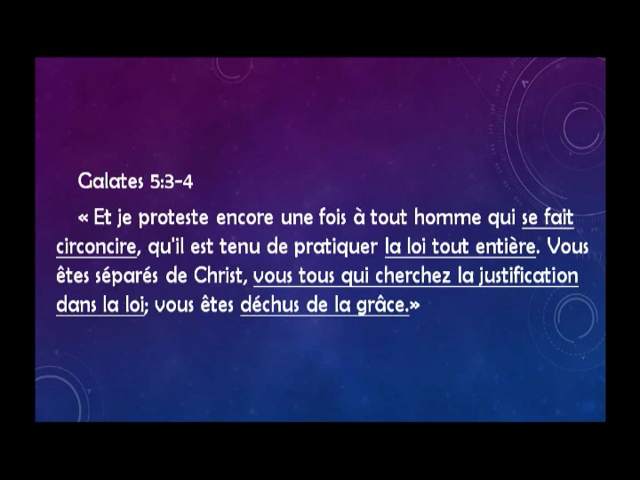 Galates 5:3-4
« Et je proteste encore une fois à tout homme qui se fait
circoncire, qu'il est tenu de pratiquer la loi tout entière. Vous
êtes séparés de Christ, vous tous qui cherchez la justification
dans la loi; vous êtes déchus de la grâce.»